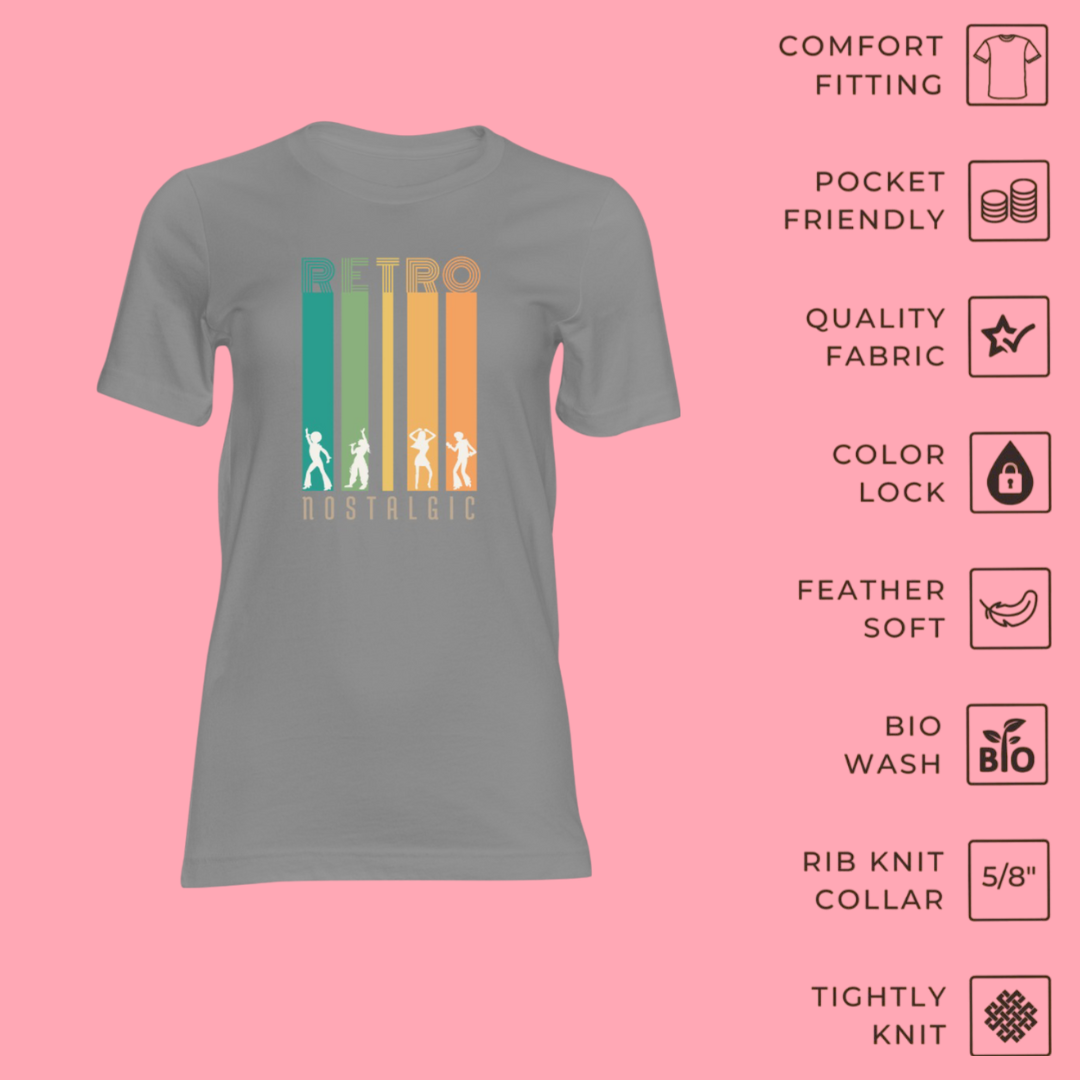 RETRO
NOSTALGIC
COMFORT
FITTING
POCKET
FRIENDLY
QUALITY
FABRIC
COLOR
LOCK
FEATHER
SOFT
BIO
WASH
BIO
RIB KNIT
COLLAR
5/8"
TIGHTLY
KNIT